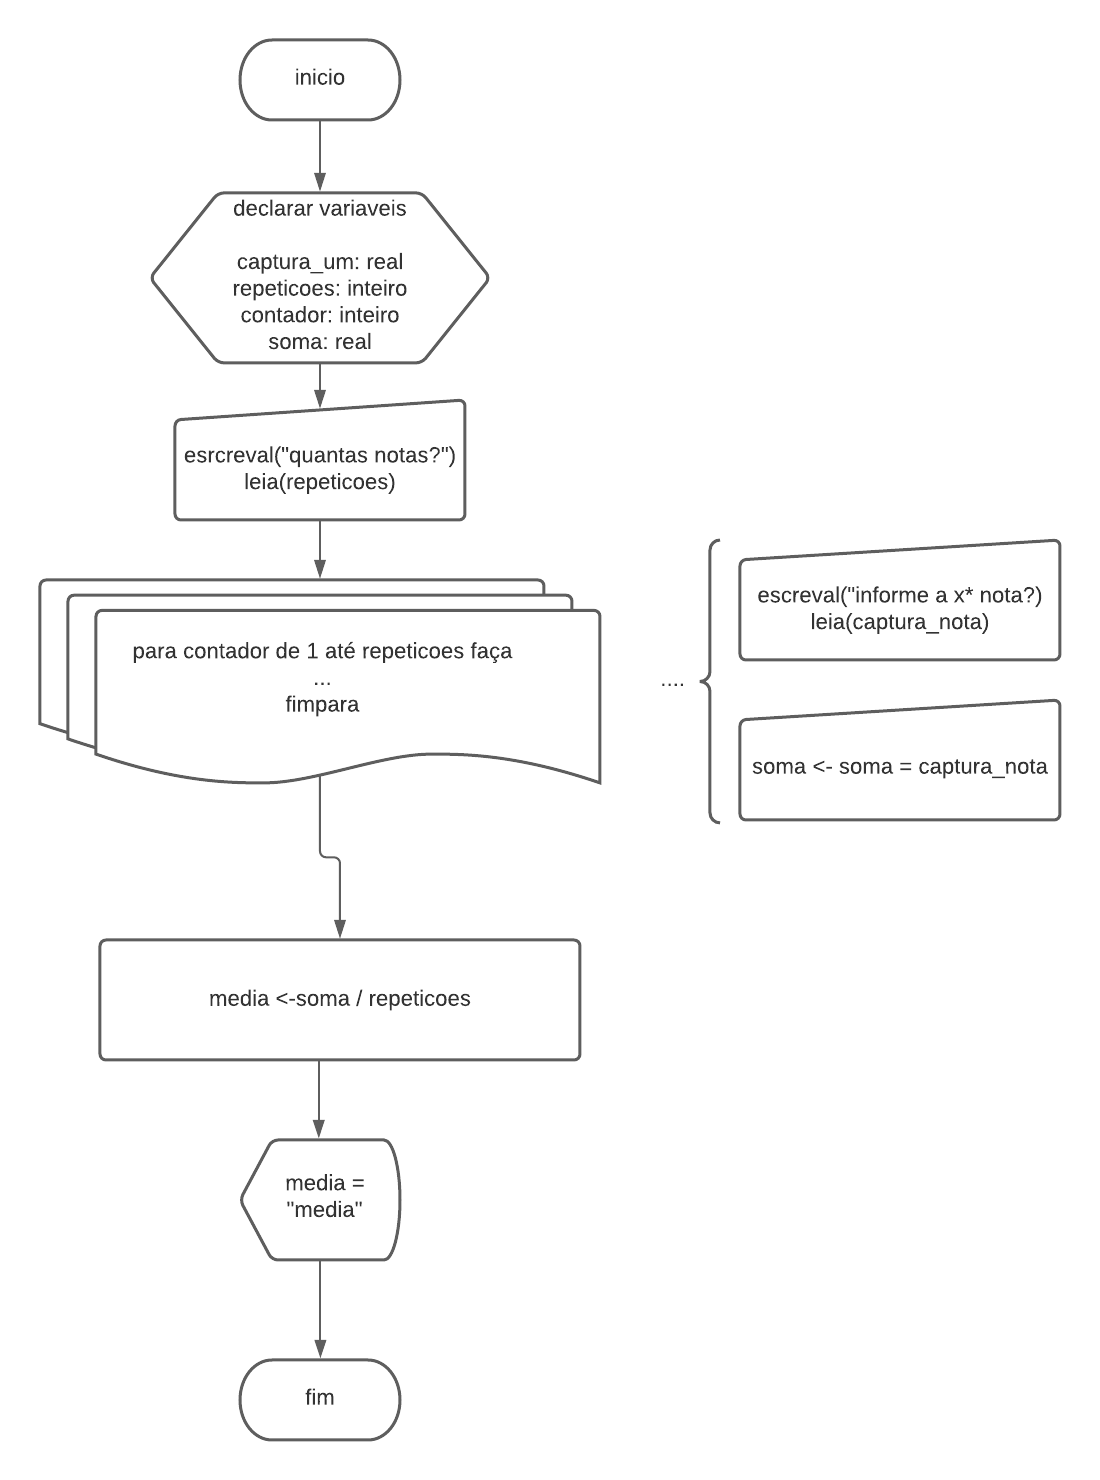 inicio
declarar variaveis
captura_um: real
repeticoes: inteiro
contador: inteiro
soma: real
esrcreval("quantas notas?")
leia(repeticoes)
para contador de 1 até repeticoes faça
...
fimpara
....
escreval("informe a x* nota?)
leia(captura_nota)
soma <- soma = captura_nota
media <-soma / repeticoes
media =
"media"
fim